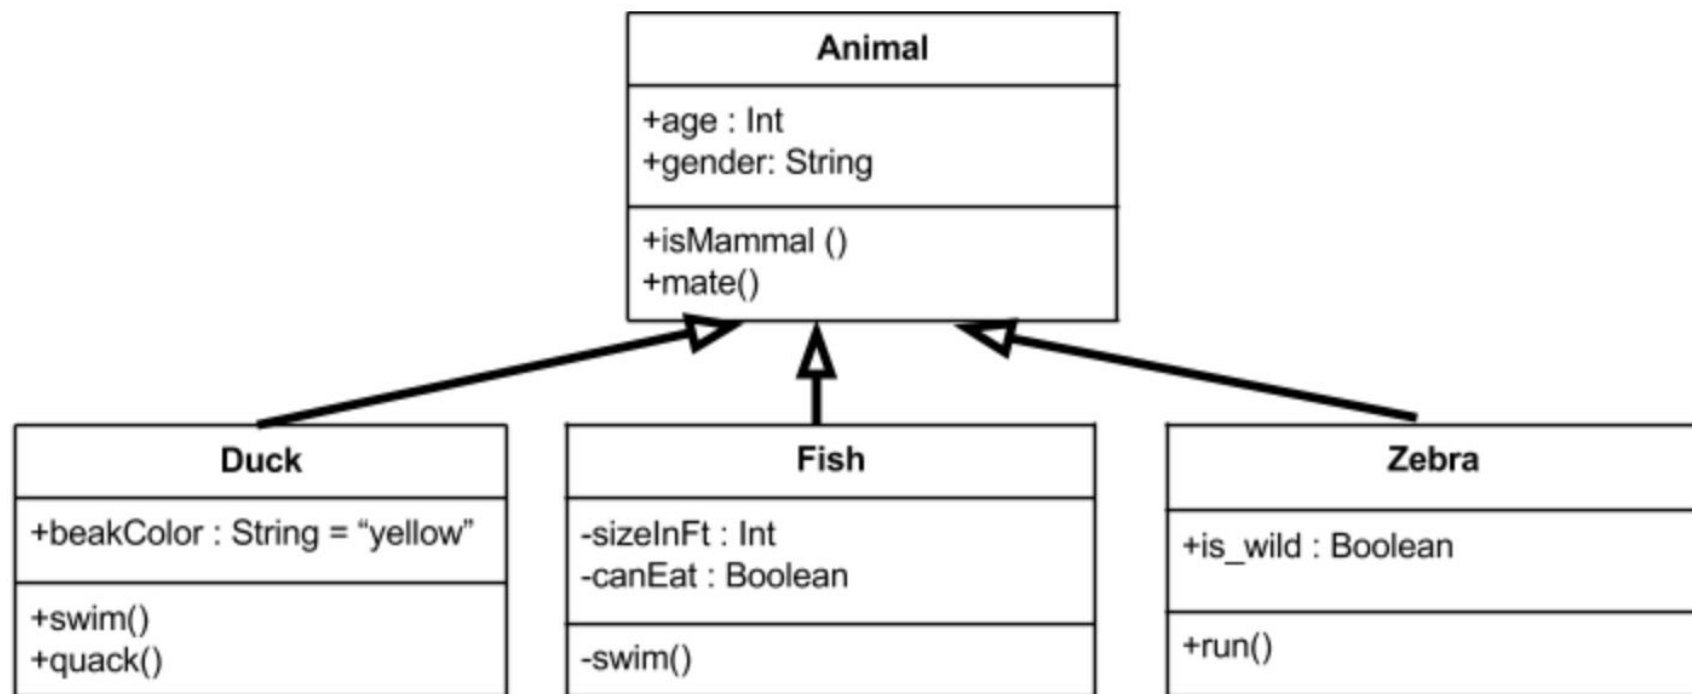 Animal
+age : Int
+gender: String
+isMammal ()
+mate()
Duck
+beakColor : String = “yellow”
+swim()
+quack()
Fish
-sizeInFt : Int
-canEat : Boolean
-swim()
Zebra
+is_wild : Boolean
+run()